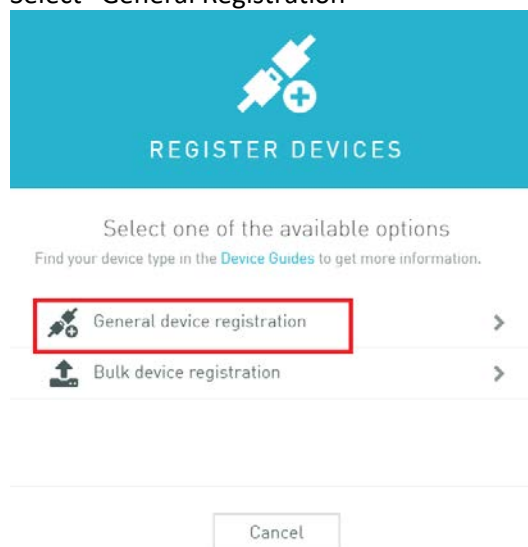 Select "General Registration"
REGISTER DEVICES
Select one of the available options
Find your device type in the Device Guides to get more information.
General device registration
Bulk device registration
Cancel